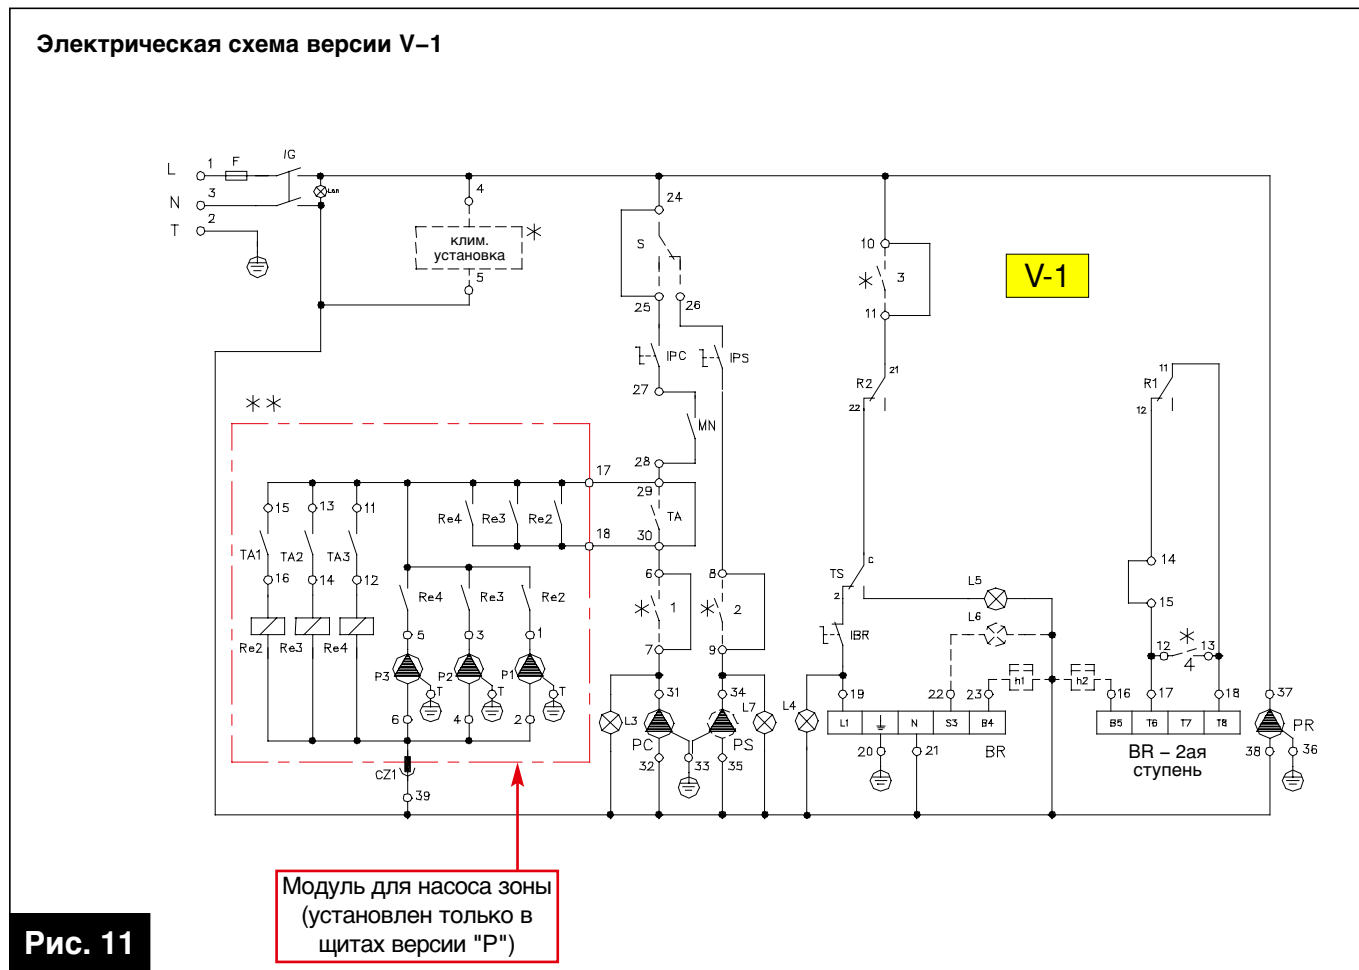 Электрическая схема версии V–1
L 1 F IG
Lan
N 3
T 2
4
клим.
установка
5
24
S
25 26
IPC IPS
27
MN
28
17
29
TA
18
30
10
3
11
V-1
R2 21
22
R1 11
12
15 13 11
Re4 Re3 Re2
TA1 TA2 TA3
16 14 12
Re4 Re3 Re2
Re2 Re3 Re4
5 3 1
P3 P2 P1
T T T
6 4 2
CZ1
39
6 8
1 2
7 9
31 34
L3 L7 L4
PC PS
32 33 35
TS C
2
IBR
L5
L6
14
15
12 13
4
19 22 23 h1 h2 16 17 18 37
L1 N S3 B4 B5 T6 T7 T8 PR
20 21 BR
BR – 2ая
ступень
38 36
Модуль для насоса зоны
(установлен только в
щитах версии "P")
Рис. 11